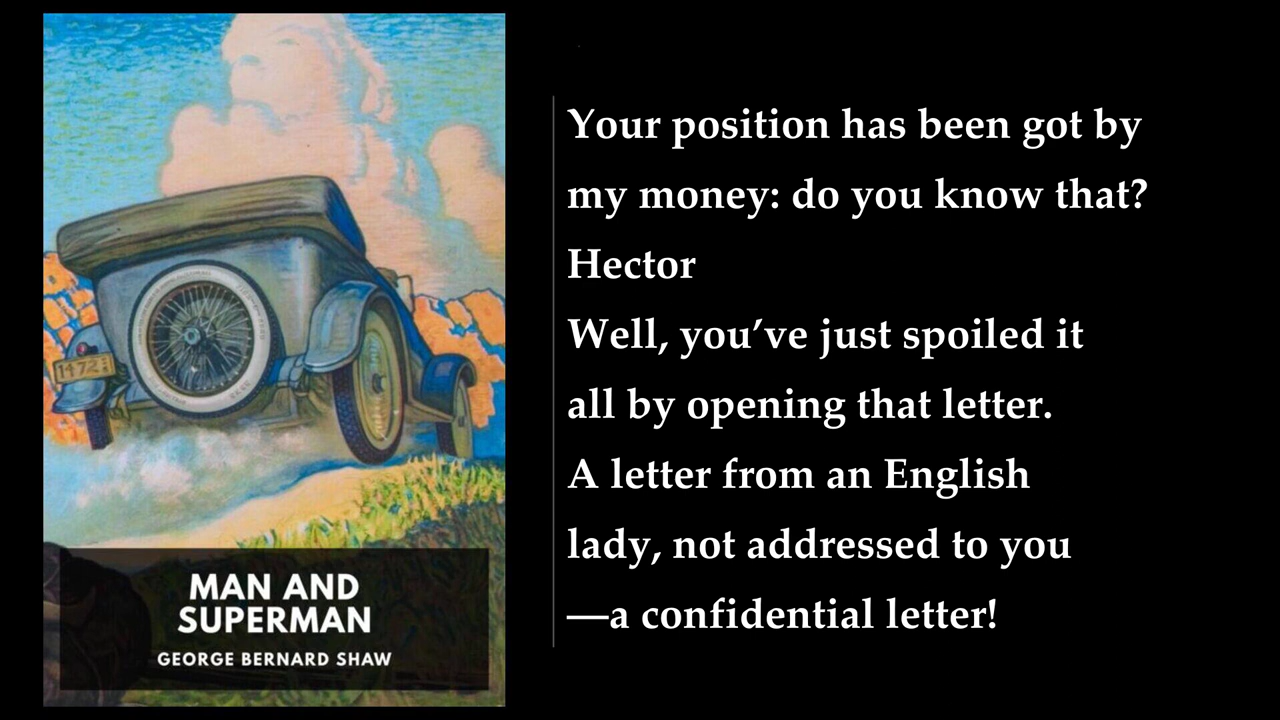 1472
MAN AND
SUPERMAN
GEORGE BERNARD SHAW
Your position has been got by
my money: do you know that?
Hector
Well, you’ve just spoiled it
all by opening that letter.
A letter from an English
lady, not addressed to you
—a confidential letter!